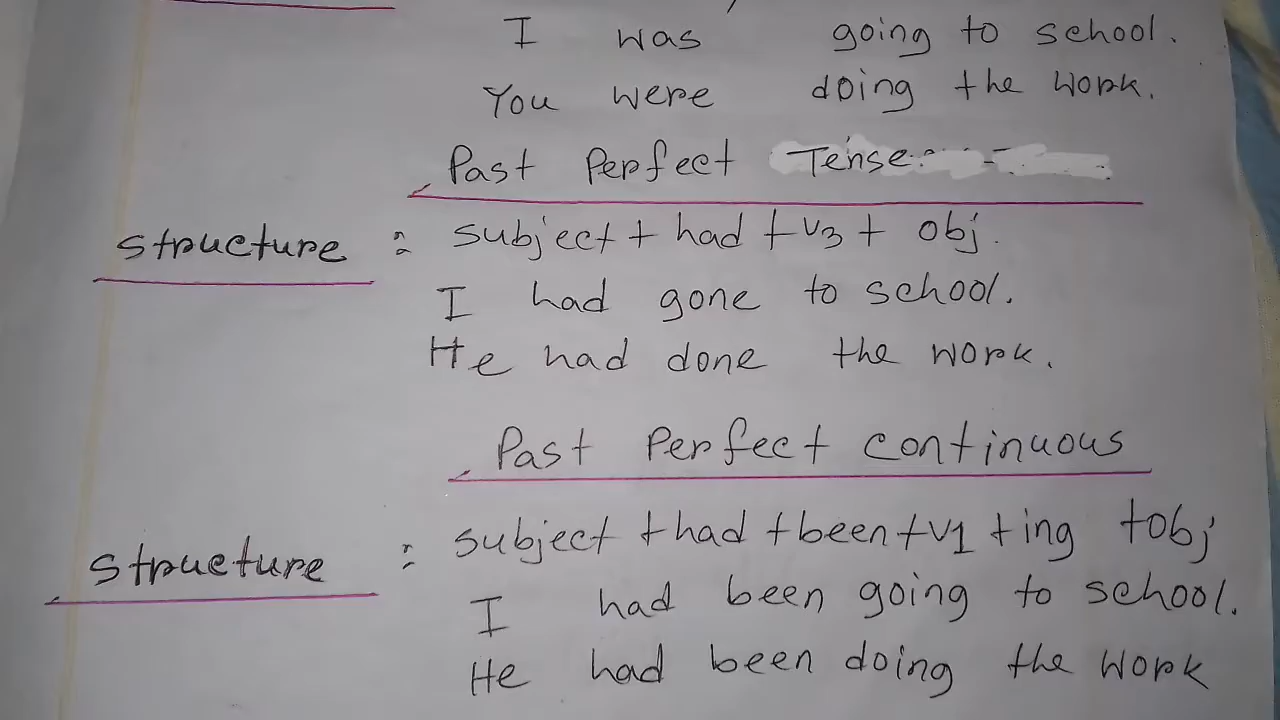 I was going to school.
You were doing the work.
Past Perfect Tense:
structure : subject + had + v3 + obj.
I had gone to school.
He had done the work.
Past Perfect continuous
structure : subject + had + been + v1 + ing + obj
I had been going to school.
He had been doing the work